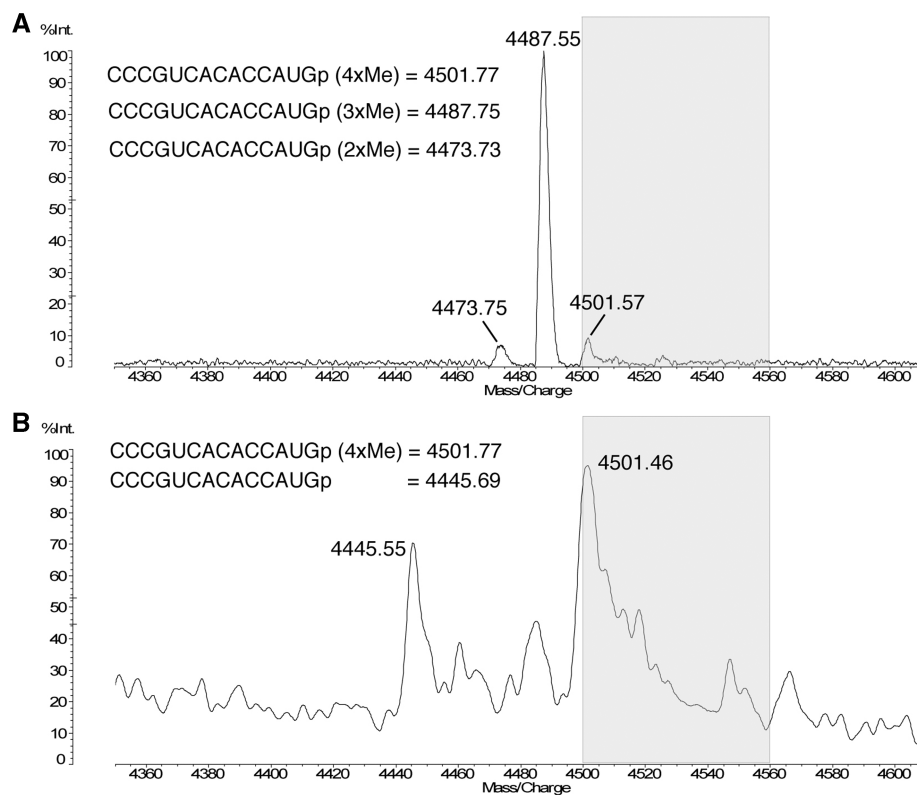 A
%Int.
4487.55
100
CCCGUCACACCAUGp (4xMe) = 4501.77
90
CCCGUCACACCAUGp (3xMe) = 4487.75
80
70
CCCGUCACACCAUGp (2xMe) = 4473.73
60
50
40
30
20
4473.75
4501.57
10
0
4360 4380 4400 4420 4440 4460 4480 4500 4520 4540 4560 4580 4600
Mass/Charge
B
%Int.
100
CCCGUCACACCAUGp (4xMe) = 4501.77
90
CCCGUCACACCAUGp = 4445.69
4501.46
80
70
4445.55
60
50
40
30
20
10
0
4360 4380 4400 4420 4440 4460 4480 4500 4520 4540 4560 4580 4600
Mass/Charge